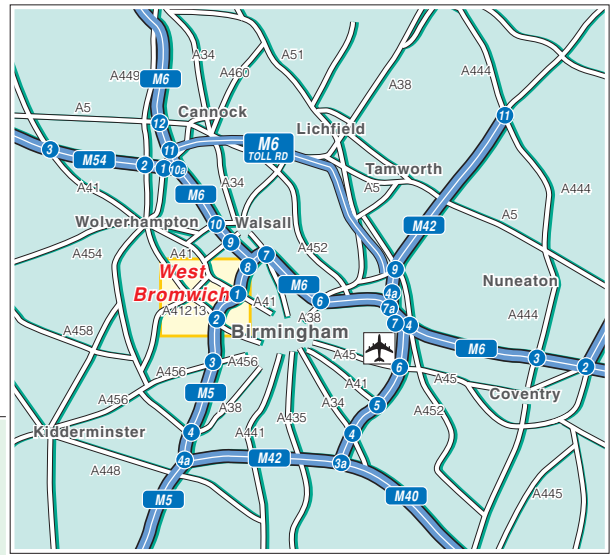 A34
A51
A449
M6
A460
A38
A444
A5
Cannock
12
Lichfield
11
M6
TOLL RD
11
3
M54
2
1
10a
Tamworth
A41
M6
A34
A5
A444
Wolverhampton
10
Walsall
M42
A5
9
A454
A41
7
A452
West
8
9
Nuneaton
Bromwich
1
A41
M6
6
4a
A41213
A38
7a
A444
2
Birmingham
7
4
A458
M6
3
A456
A456
A45
6
3
2
A45
A456
M5
A41
Coventry
A38
A34
5
A452
Kidderminster
4
A441
A435
4
A448
4a
M42
3a
M5
M40
A445